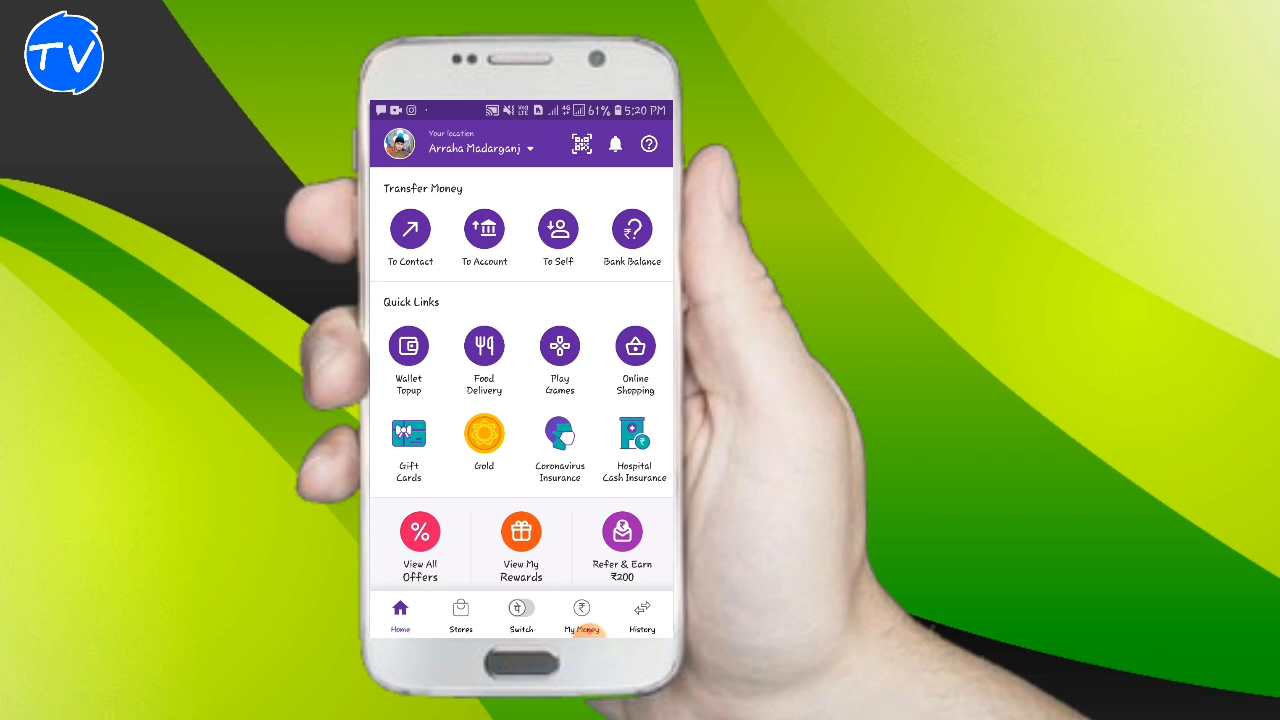 TV
VoLTE 4G 61% 5:20 PM
Your location
Arraha Madarganj
Transfer Money
To Contact To Account To Self Bank Balance
Quick Links
Wallet Food Play Online
Topup Delivery Games Shopping
Gift Gold Coronavirus Hospital
Cards Insurance Cash Insurance
View All View My Refer & Earn
Offers Rewards ₹200
Home Stores Switch My Money History